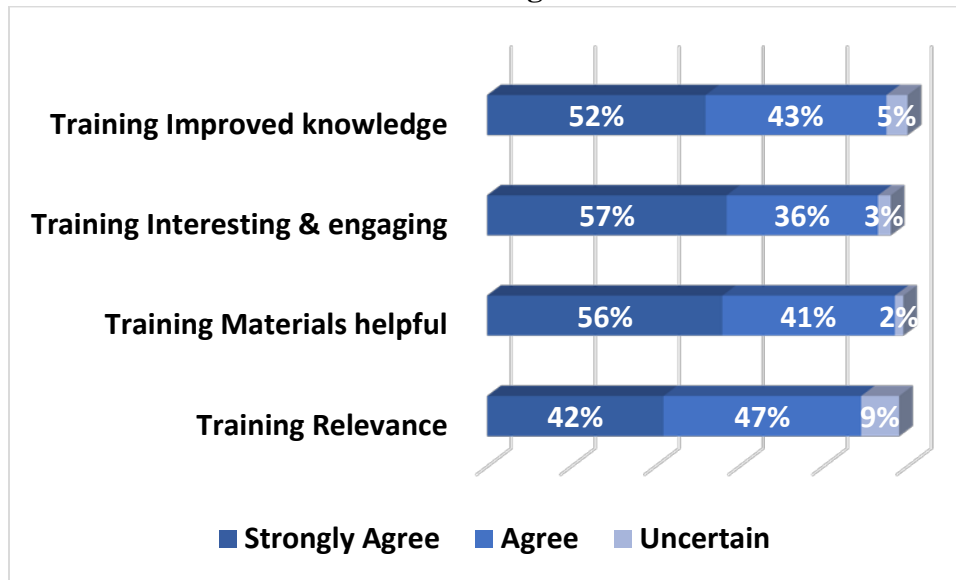 Training Improved knowledge 52% 43% 5%
Training Interesting & engaging 57% 36% 3%
Training Materials helpful 56% 41% 2%
Training Relevance 42% 47% 9%
Strongly Agree Agree Uncertain